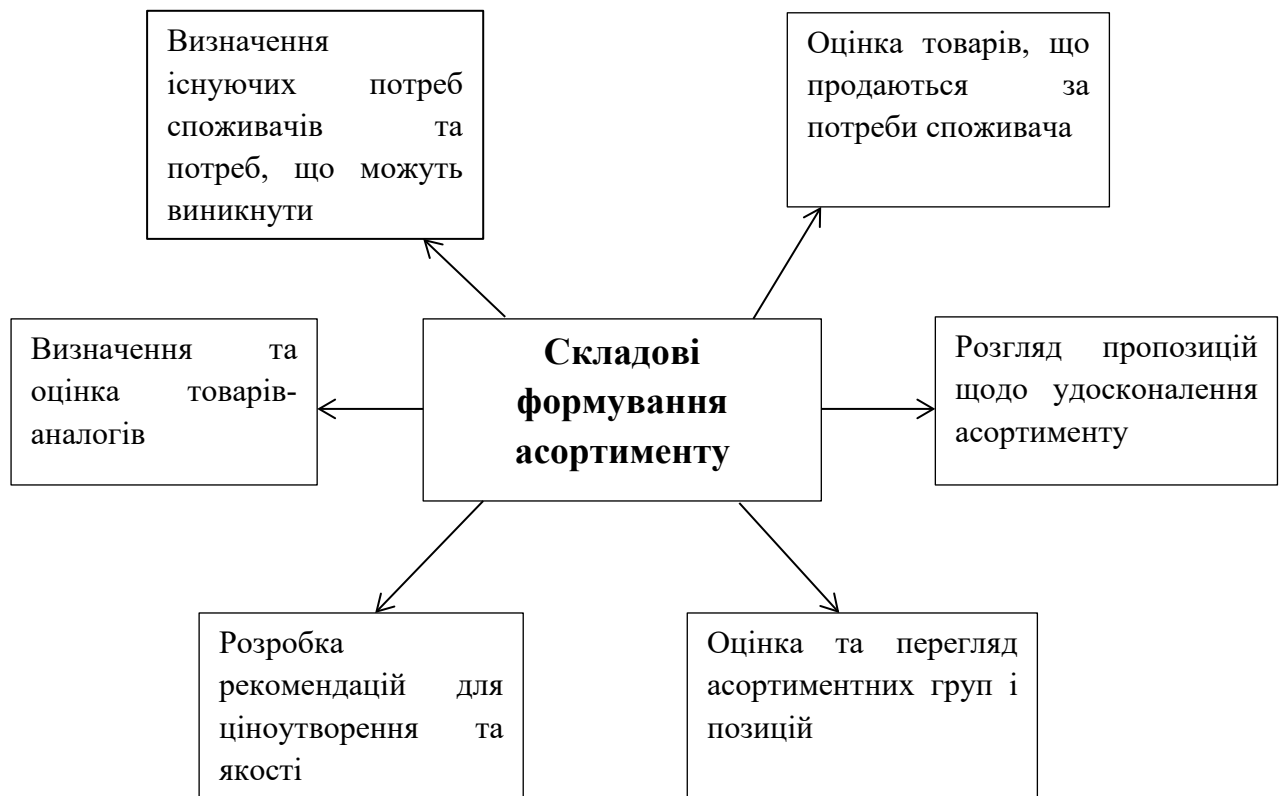 Визначення
існуючих потреб
споживачів та
потреб, що можуть
виникнути
Оцінка товарів, що
продаються за
потреби споживача
Визначення та
оцінка товарів-
аналогів
Складові
формування
асортименту
Розгляд пропозицій
щодо удосконалення
асортименту
Розробка
рекомендацій для
ціноутворення та
якості
Оцінка та перегляд
асортиментних груп і
позицій